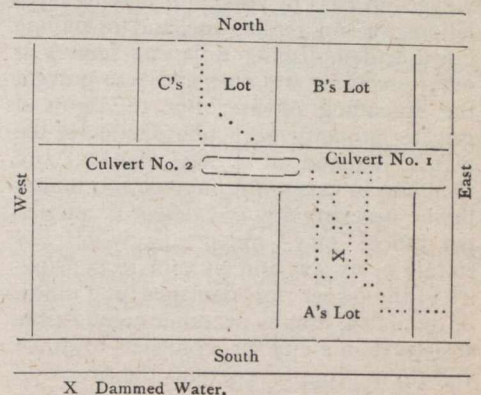 North
C's Lot B's Lot
Culvert No. 2 Culvert No. 1
West
East
X
A's Lot
South
X Dammed Water.